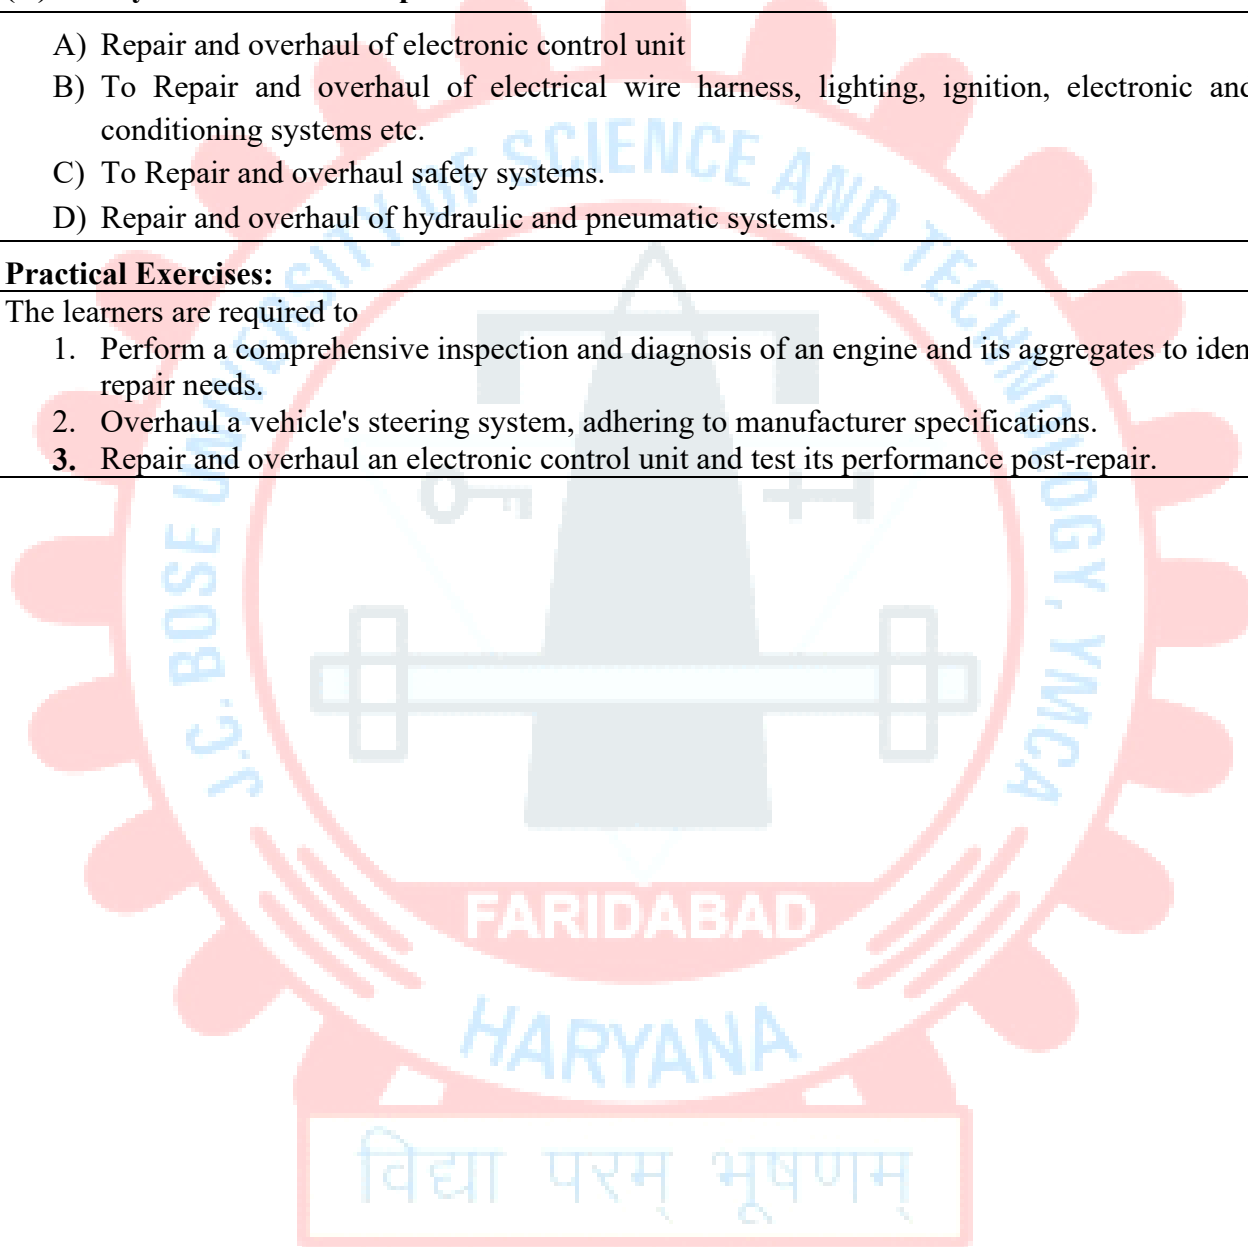 A) Repair and overhaul of electronic control unit
B) To Repair and overhaul of electrical wire harness, lighting, ignition, electronic and
conditioning systems etc.
C) To Repair and overhaul safety systems.
D) Repair and overhaul of hydraulic and pneumatic systems.
Practical Exercises:
The learners are required to
1. Perform a comprehensive inspection and diagnosis of an engine and its aggregates to iden
repair needs.
2. Overhaul a vehicle's steering system, adhering to manufacturer specifications.
3. Repair and overhaul an electronic control unit and test its performance post-repair.
J.C. BOSE UNIVERSITY OF SCIENCE AND TECHNOLOGY, YMCA
FARIDABAD
HARYANA
विद्या परम् भूषणम्